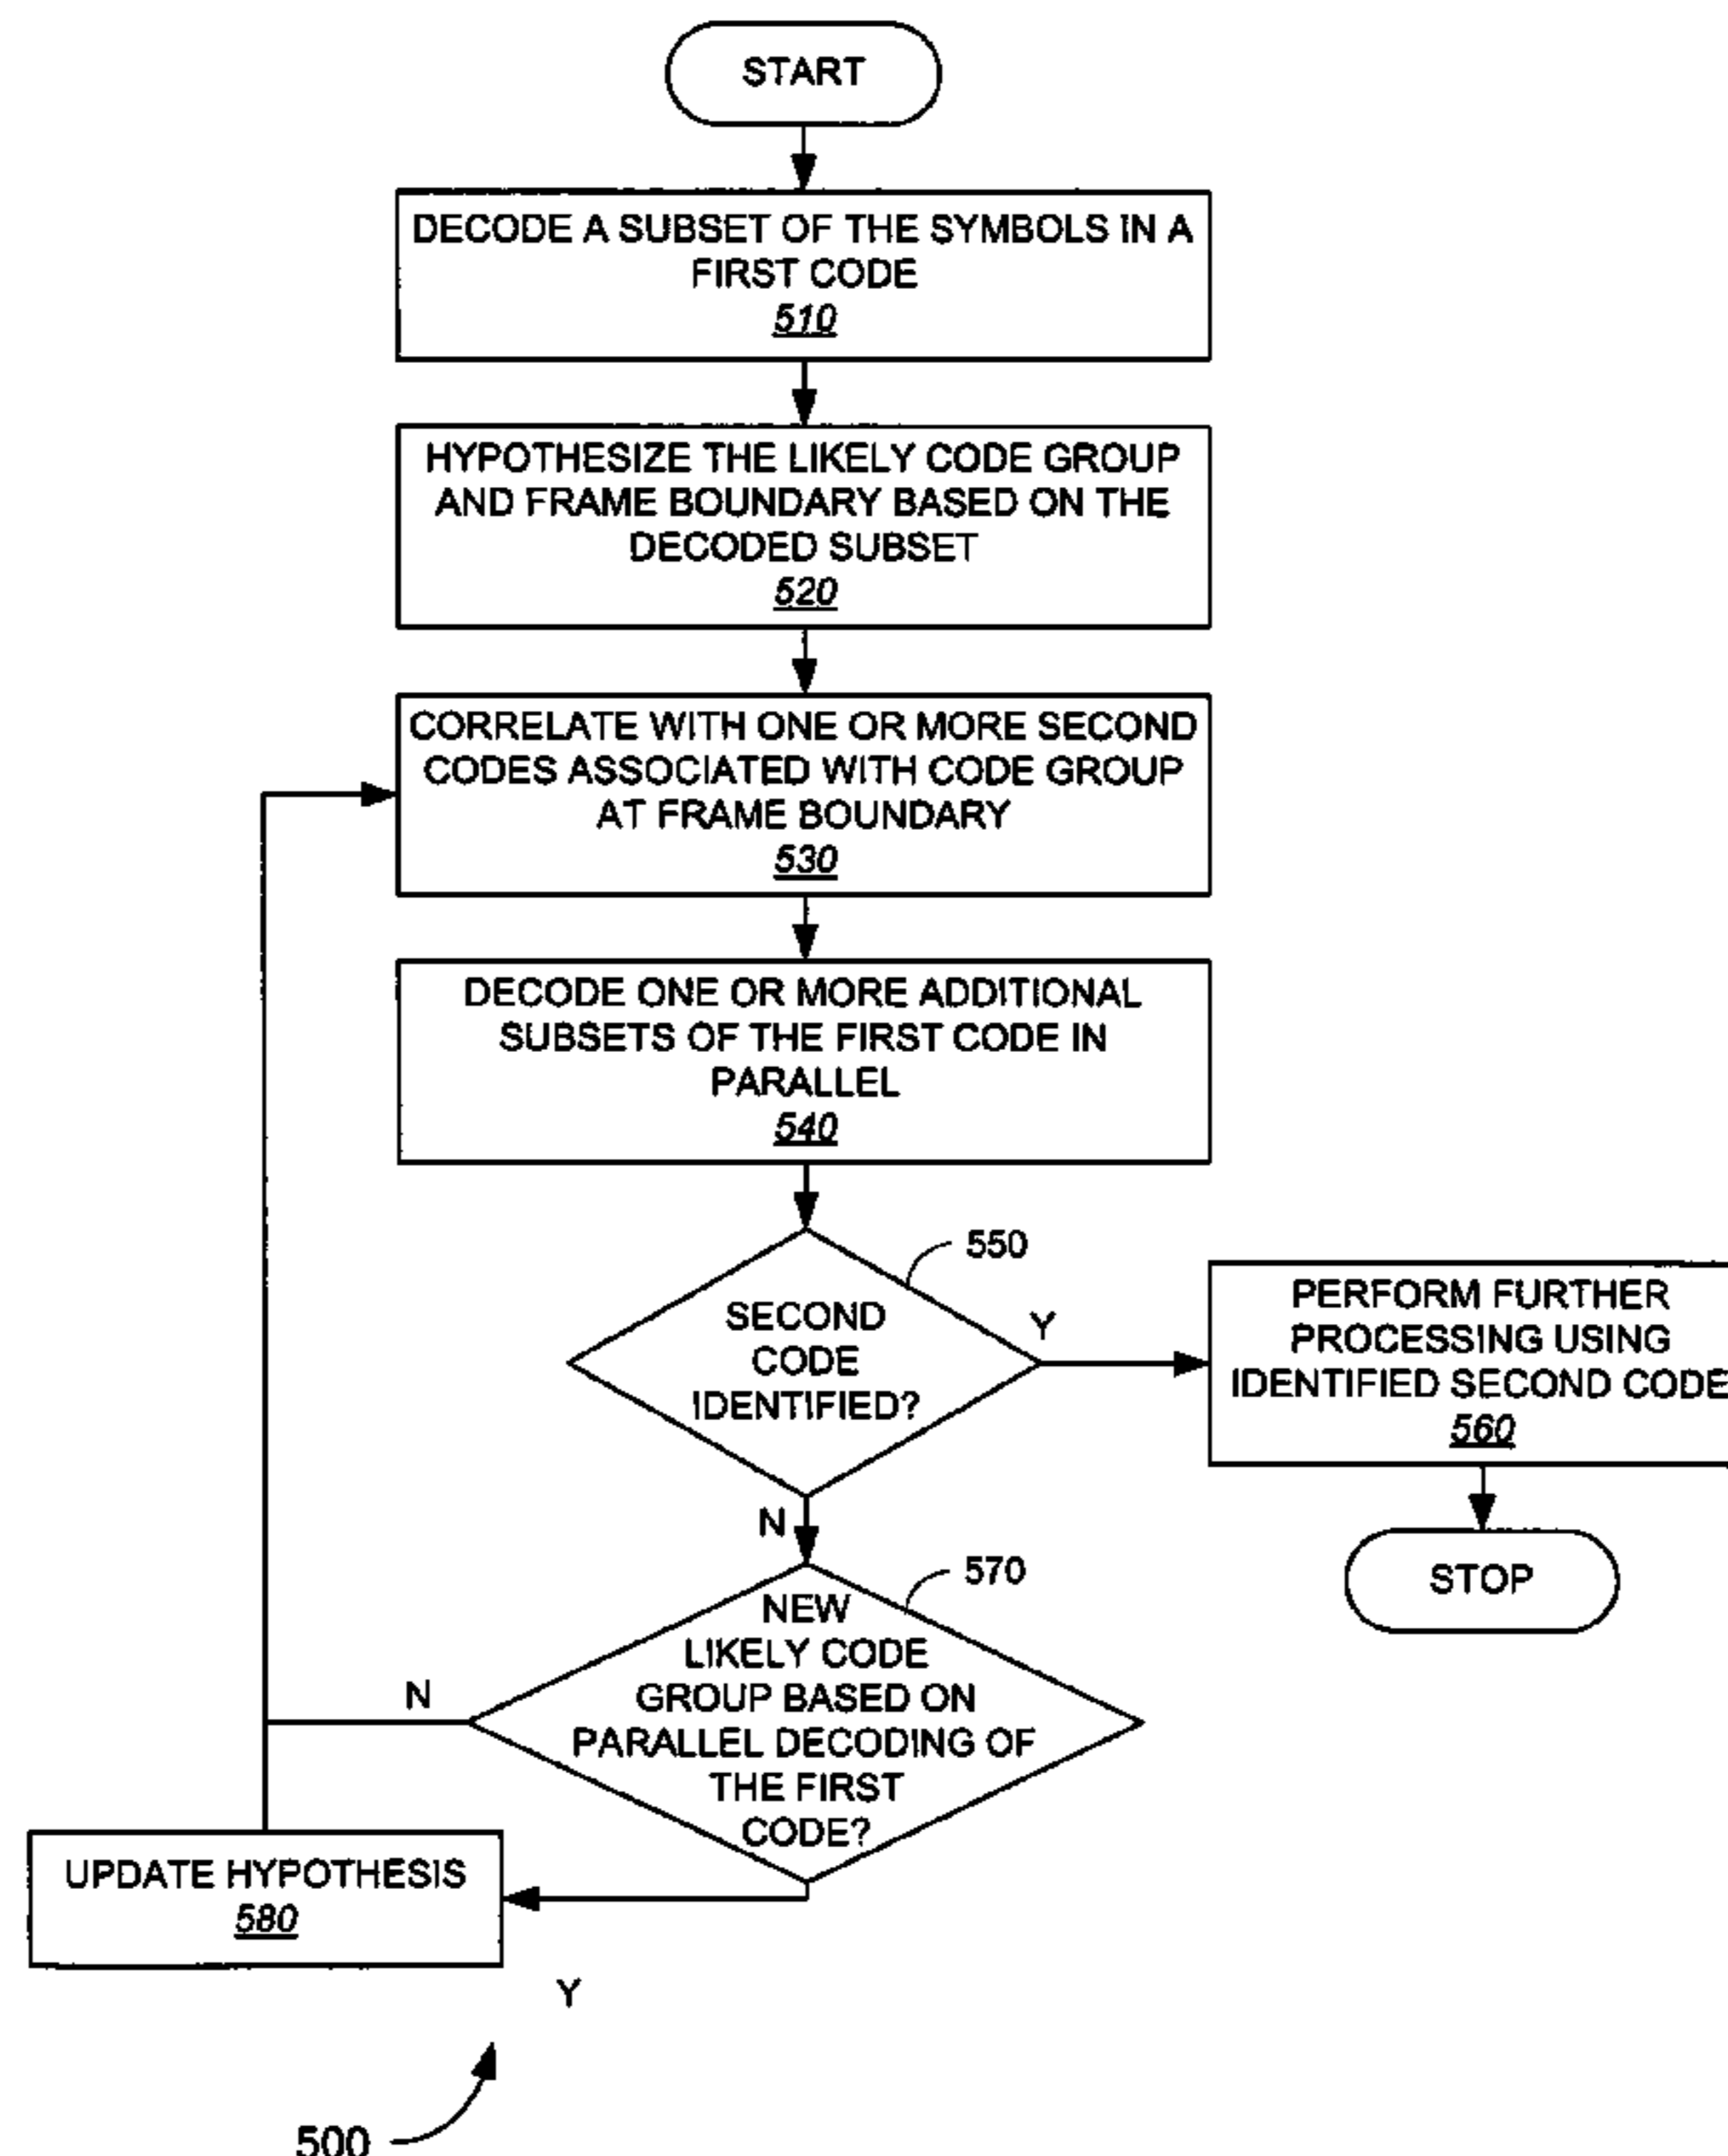 START
DECODE A SUBSET OF THE SYMBOLS IN A
FIRST CODE
510
HYPOTHESIZE THE LIKELY CODE GROUP
AND FRAME BOUNDARY BASED ON THE
DECODED SUBSET
520
CORRELATE WITH ONE OR MORE SECOND
CODES ASSOCIATED WITH CODE GROUP
AT FRAME BOUNDARY
530
DECODE ONE OR MORE ADDITIONAL
SUBSETS OF THE FIRST CODE IN
PARALLEL
540
550
SECOND
CODE
IDENTIFIED?
Y
PERFORM FURTHER
PROCESSING USING
IDENTIFIED SECOND CODE
560
STOP
N
570
NEW
LIKELY CODE
GROUP BASED ON
PARALLEL DECODING OF
THE FIRST
CODE?
N
UPDATE HYPOTHESIS
580
Y
500